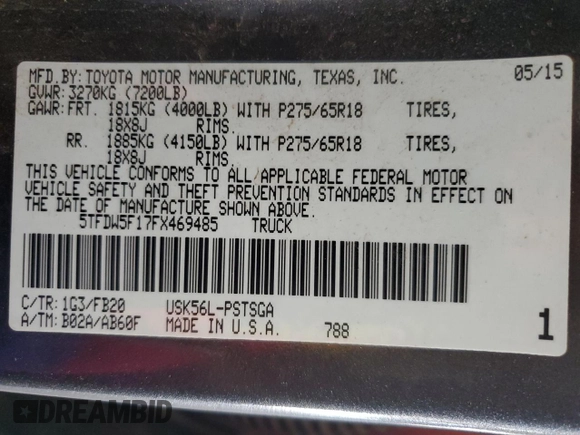 MFD.BY: TOYOTA MOTOR MANUFACTURING, TEXAS, INC. 05/15
GVWR: 3270KG (7200LB)
GAWR: FRT. 1815KG (4000LB) WITH P275/65R18 TIRES,
18X8J RIMS.
RR. 1885KG (4150LB) WITH P275/65R18 TIRES,
18X8J RIMS.
THIS VEHICLE CONFORMS TO ALL APPLICABLE FEDERAL MOTOR
VEHICLE SAFETY AND THEFT PREVENTION STANDARDS IN EFFECT ON
THE DATE OF MANUFACTURE SHOWN ABOVE.
5TFDW5F17FX469485 TRUCK
C/TR: 1G3/FB20 USK56L-PSTSGA
A/TM: B02A/AB60F MADE IN U.S.A. 788 1
DREAMBID